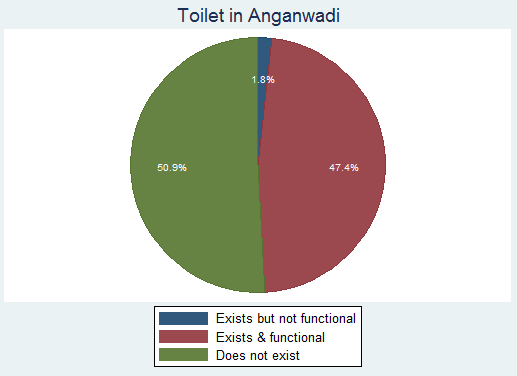 Toilet in Anganwadi
1.8%
50.9%
47.4%
Exists but not functional
Exists & functional
Does not exist